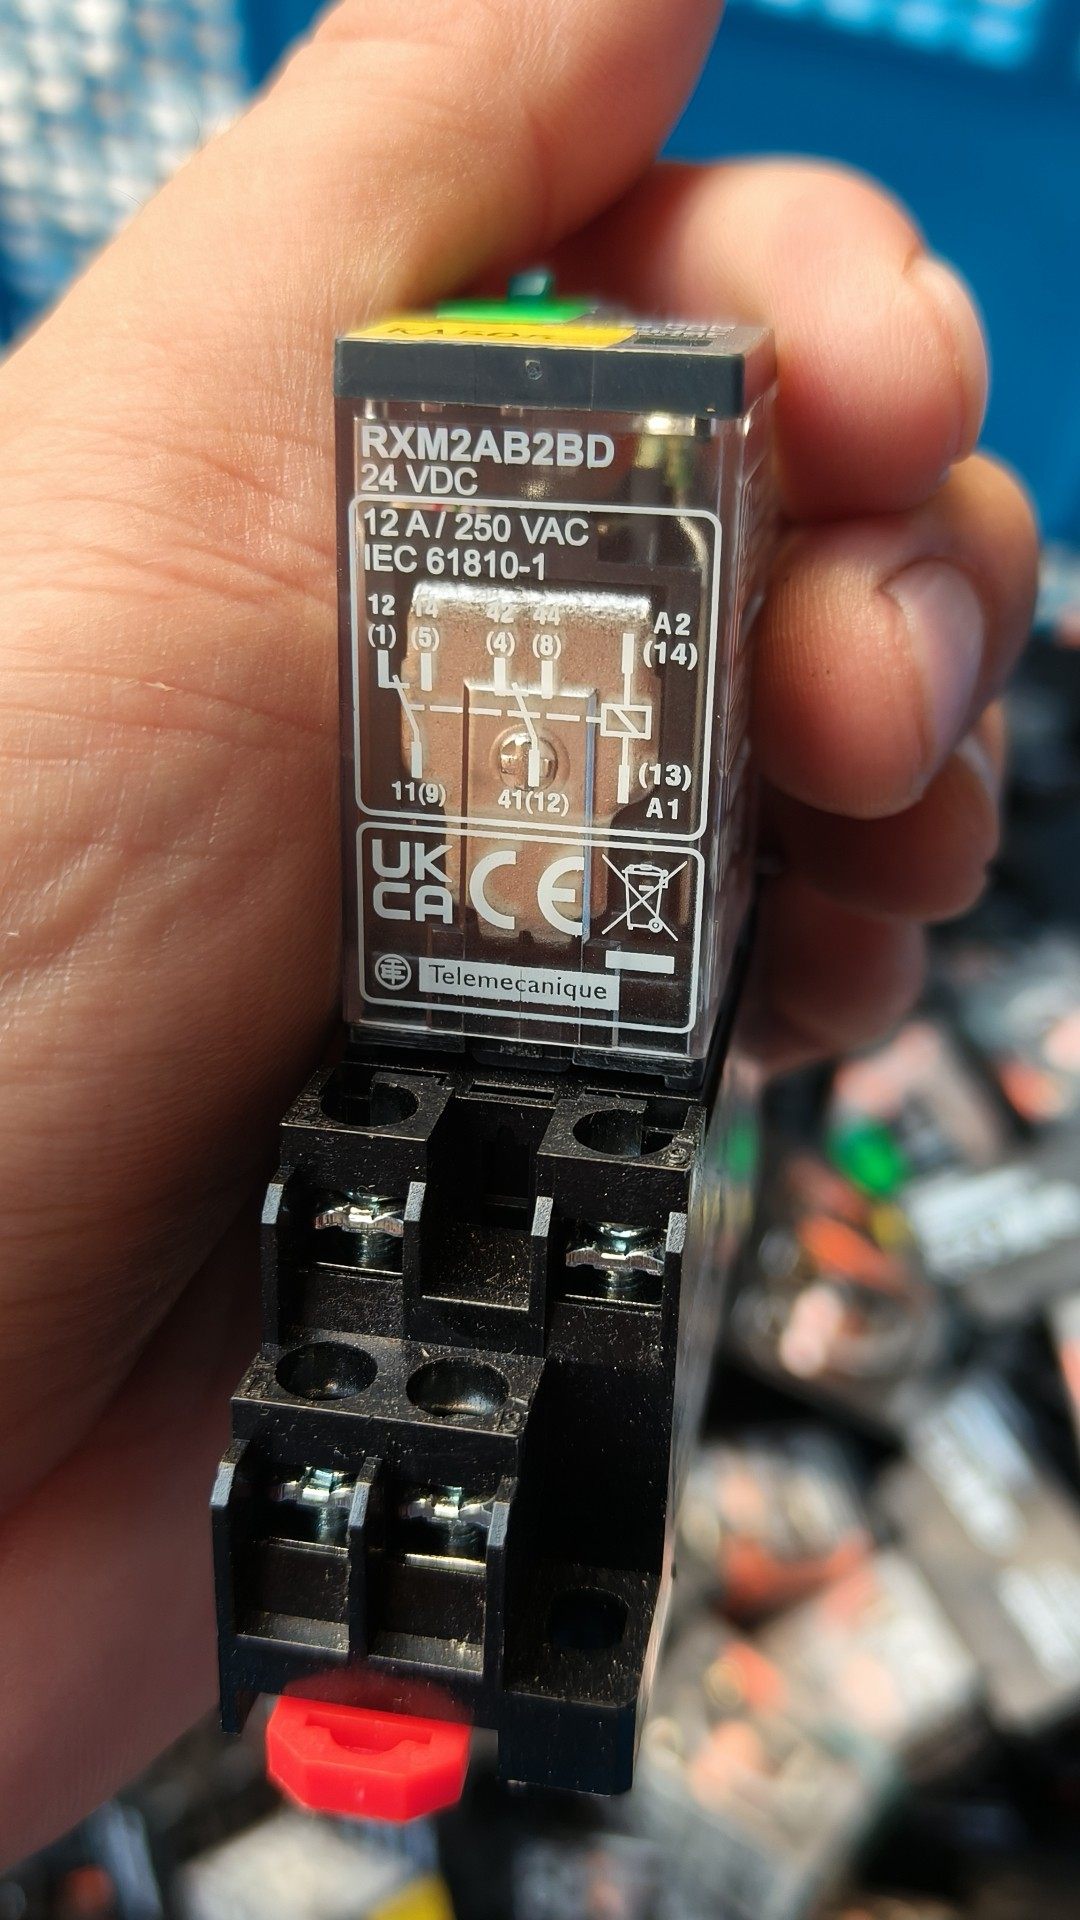 RXM2AB2BD
24 VDC
12 A / 250 VAC
IEC 61810-1
12 14 42 44 A2
(1) (5) (4) (8) (14)
11(9) 41(12) (13)
A1
UK
CA CE
Telemecanique